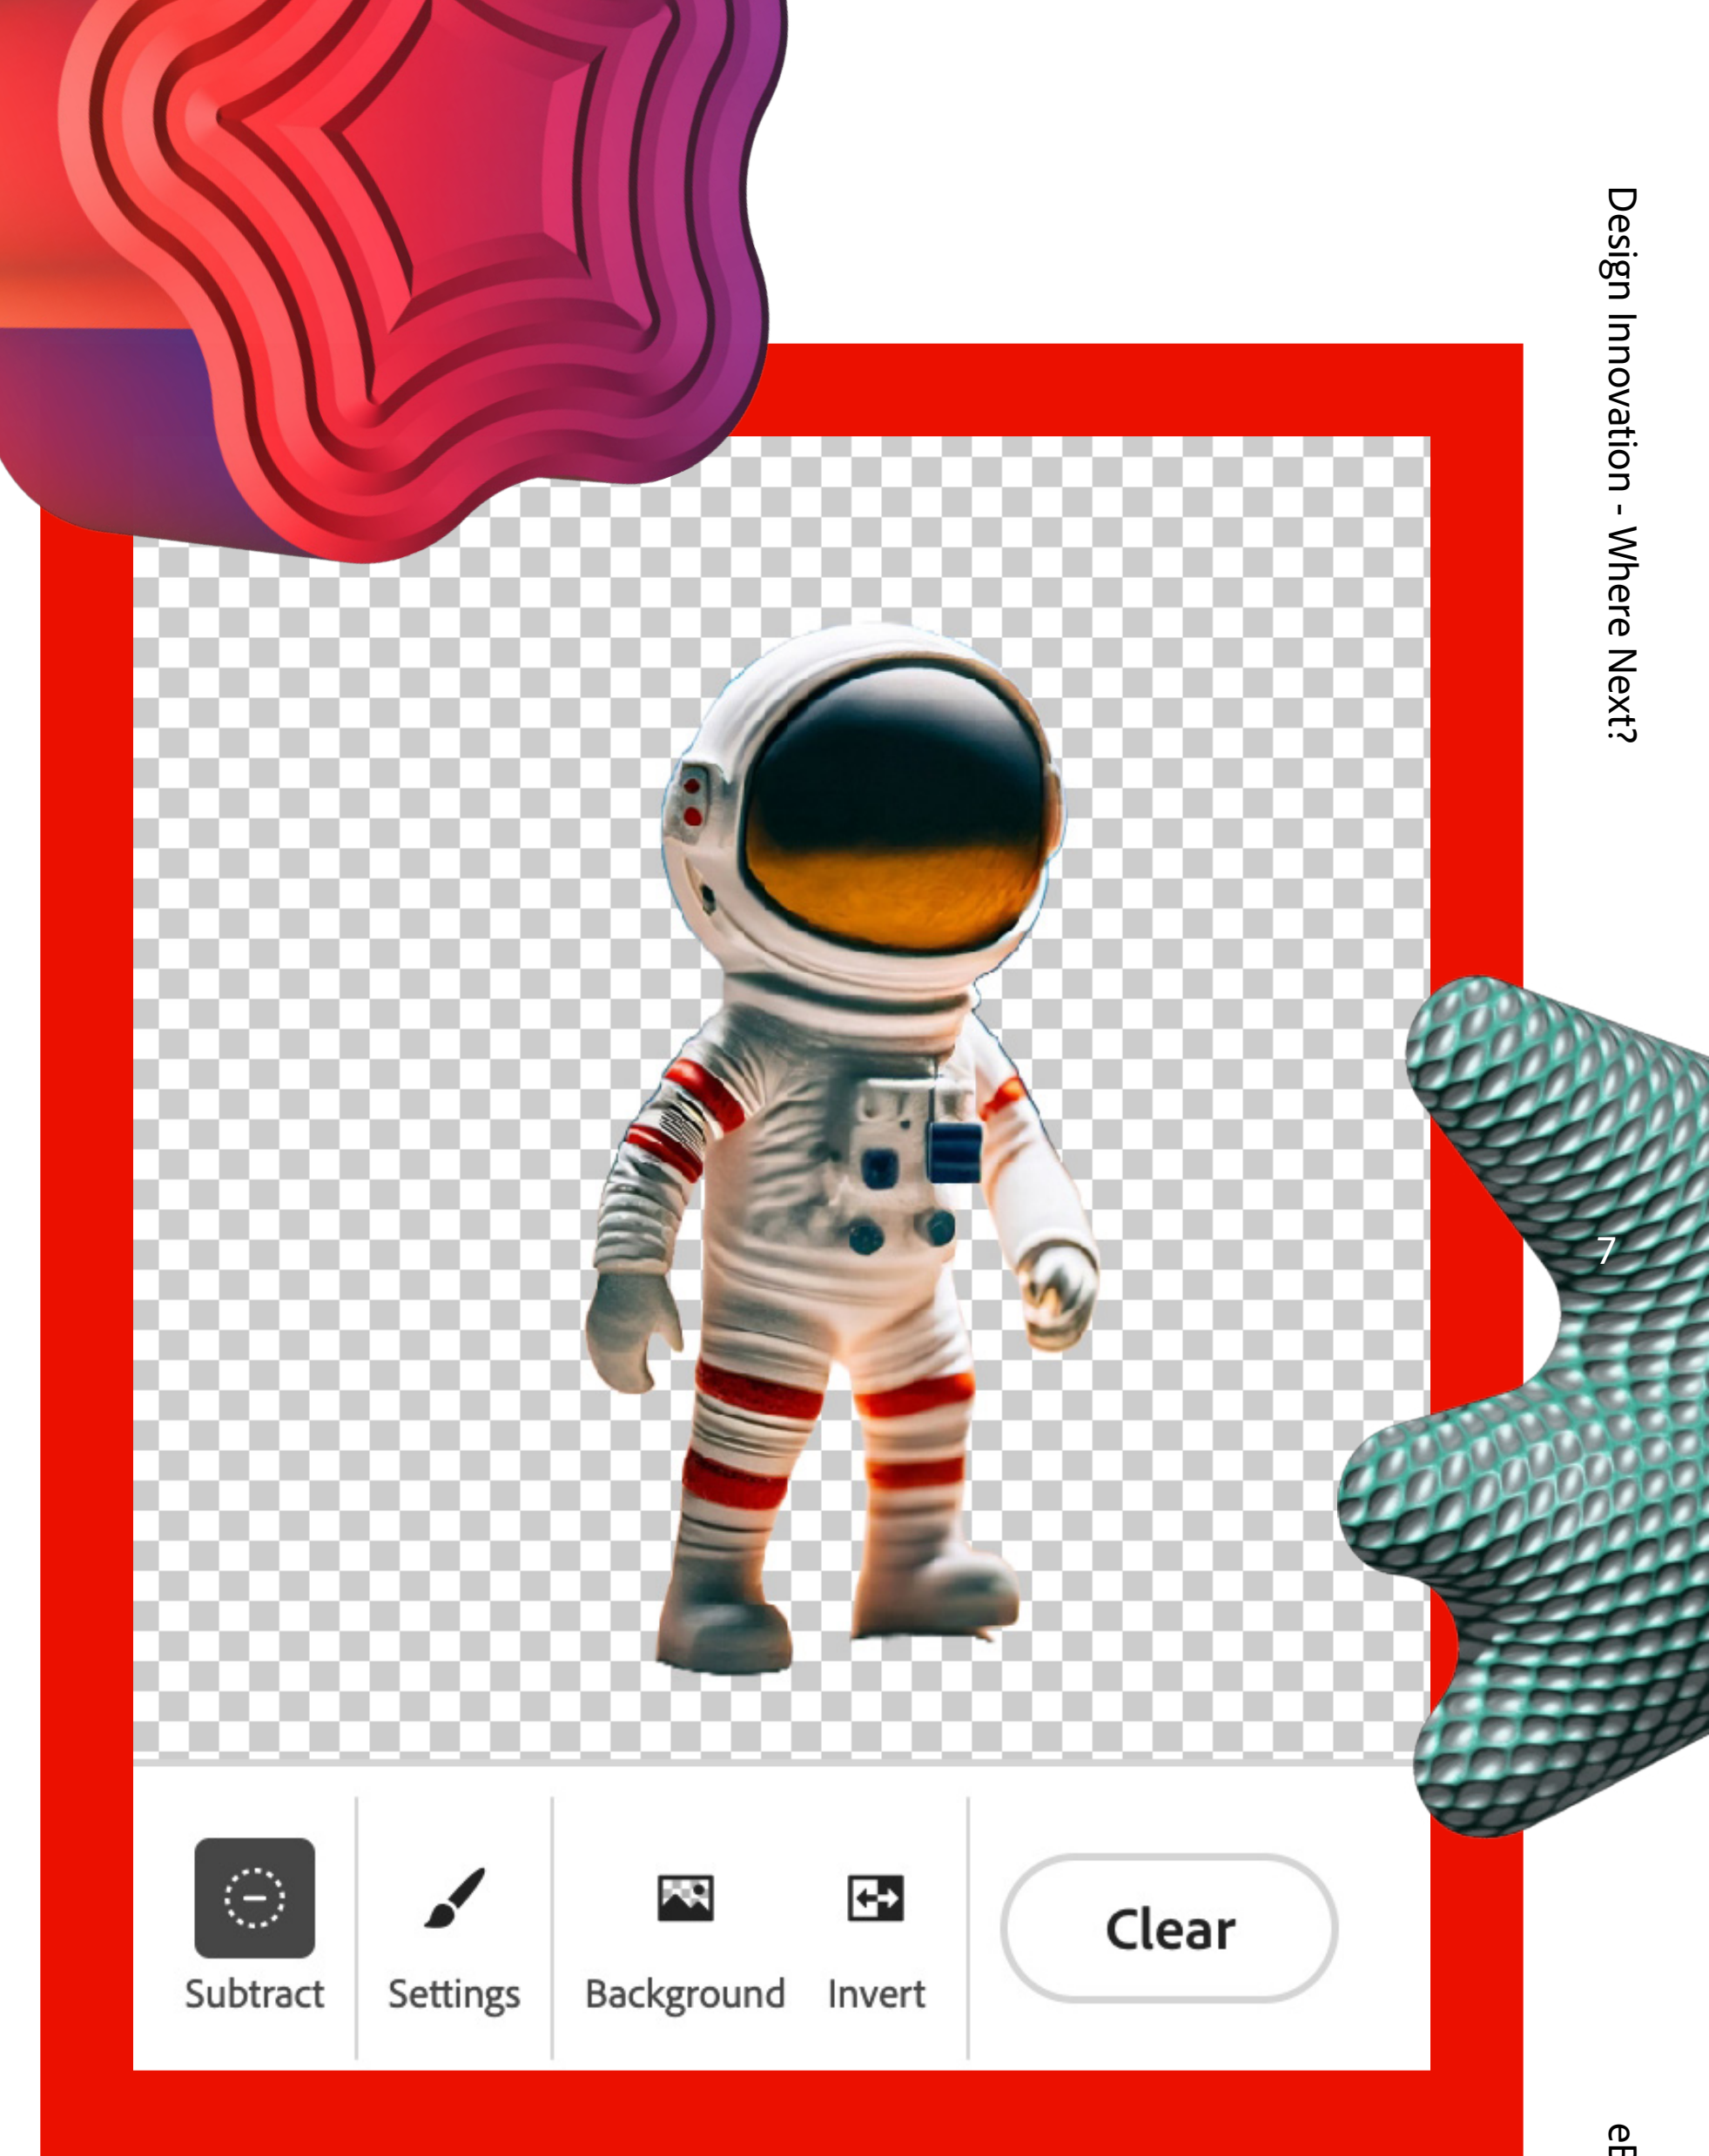 Design Innovation - Where Next?
7
Subtract
Settings
Background
Invert
Clear